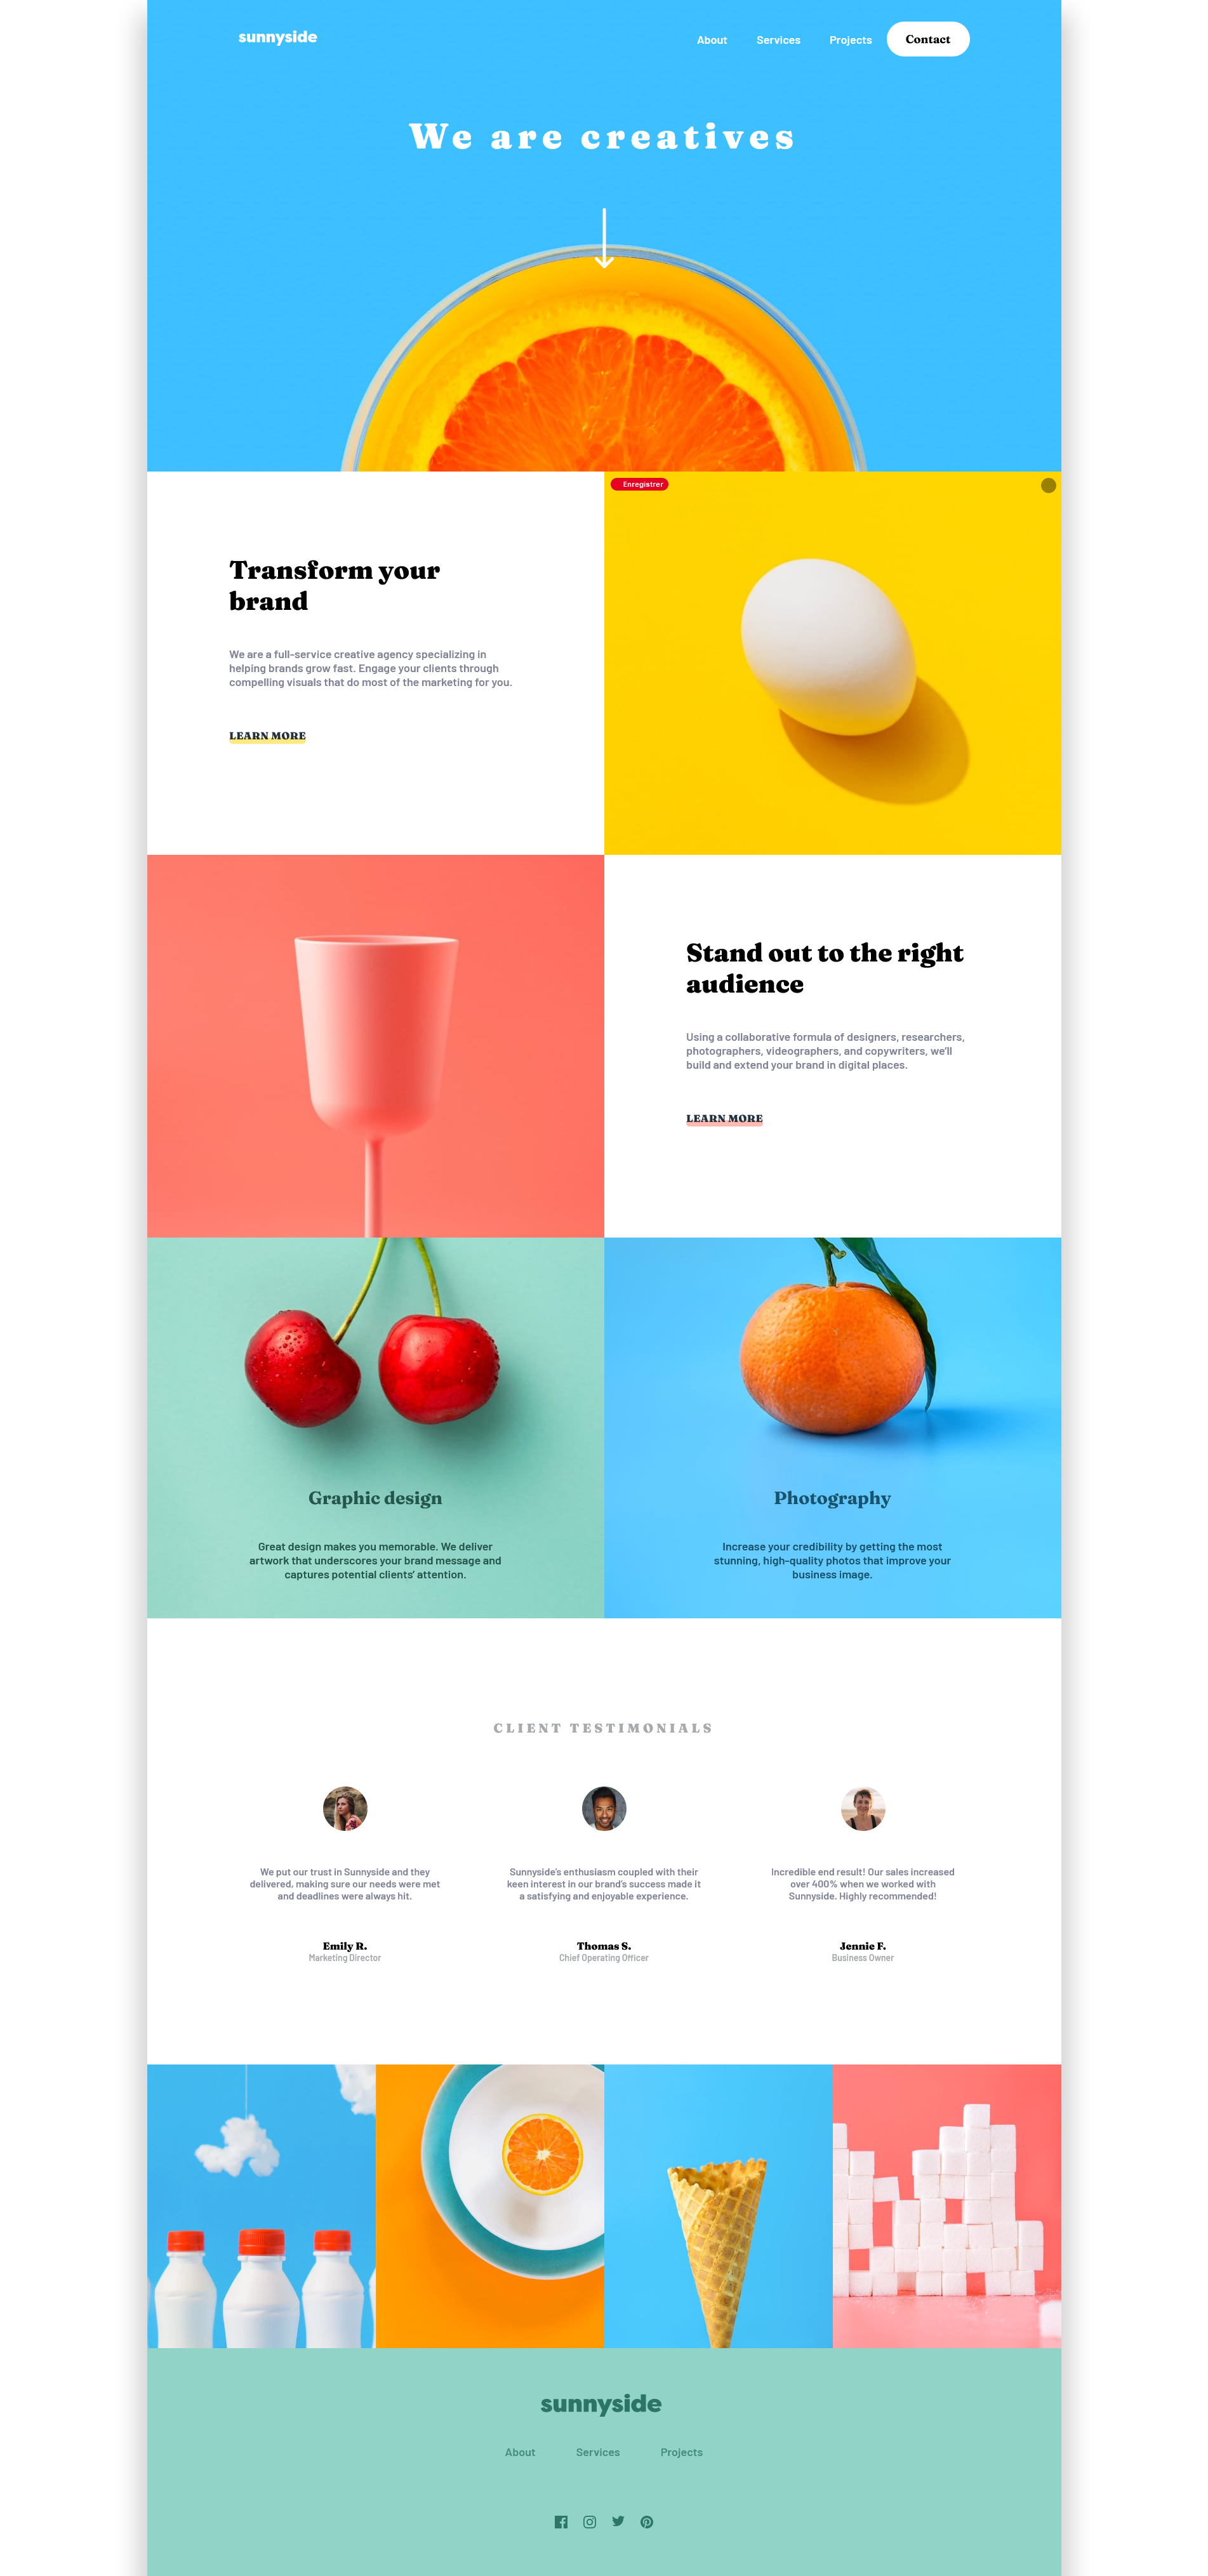 sunnyside
About Services Projects Contact
We are creatives
Enregistrer
Transform your
brand
We are a full-service creative agency specializing in
helping brands grow fast. Engage your clients through
compelling visuals that do most of the marketing for you.
LEARN MORE
Stand out to the right
audience
Using a collaborative formula of designers, researchers,
photographers, videographers, and copywriters, we'll
build and extend your brand in digital places.
LEARN MORE
Graphic design
Great design makes you memorable. We deliver
artwork that underscores your brand message and
captures potential clients' attention.
Photography
Increase your credibility by getting the most
stunning, high-quality photos that improve your
business image.
CLIENT TESTIMONIALS
We put our trust in Sunnyside and they
delivered, making sure our needs were met
and deadlines were always hit.
Emily R.
Marketing Director
Sunnyside's enthusiasm coupled with their
keen interest in our brand's success made it
a satisfying and enjoyable experience.
Thomas S.
Chief Operating Officer
Incredible end result! Our sales increased
over 400% when we worked with
Sunnyside. Highly recommended!
Jennie F.
Business Owner
sunnyside
About Services Projects